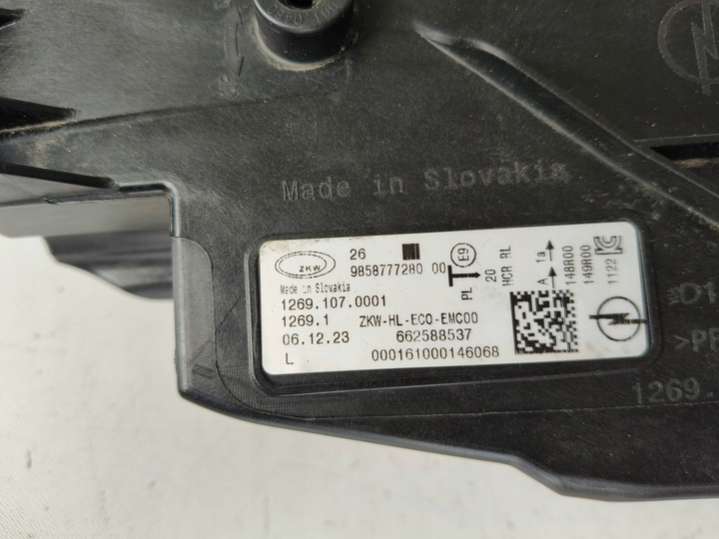 Made in Slovakia
ZKW
26
9858777280 00
Made in Slovakia
1269.107.0001
1269.1 ZKW-HL-ECO-EMC00
06.12.23 662588537
L 000161000146068
E9
PL
20
HCR RL
A 1a
148R00
149R00
1122
1269.